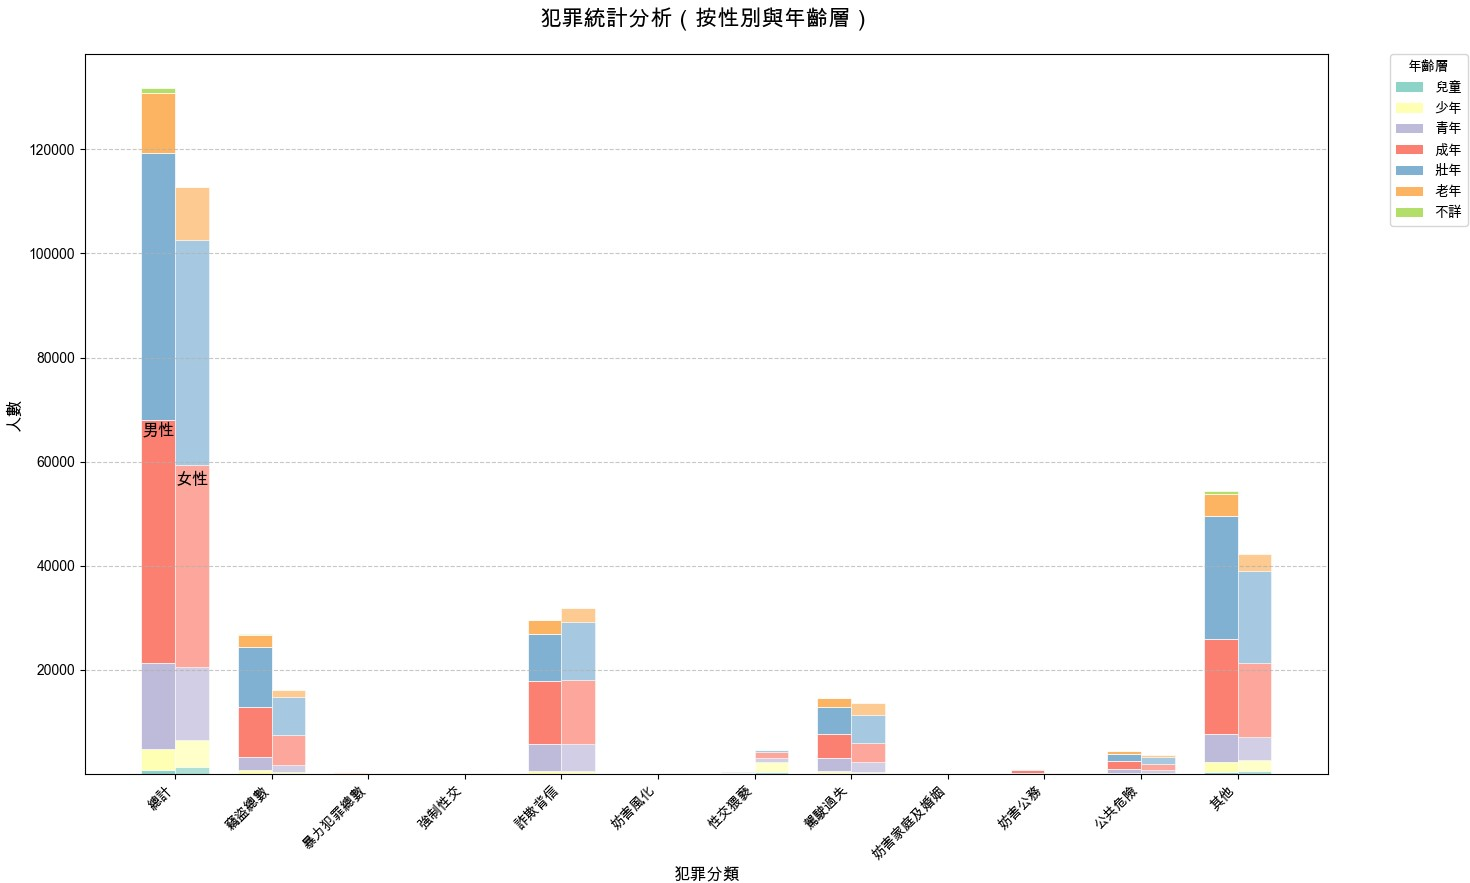 犯罪統計分析（按性別與年齡層）
年齡層
兒童
少年
青年
成年
壯年
老年
不詳
人數
120000
100000
80000
60000
40000
20000
男性
女性
總計
竊盜總數
暴力犯罪總數
強制性交
詐欺背信
妨害風化
性交猥褻
駕駛過失
妨害家庭及婚姻
妨害公務
公共危險
其他
犯罪分類